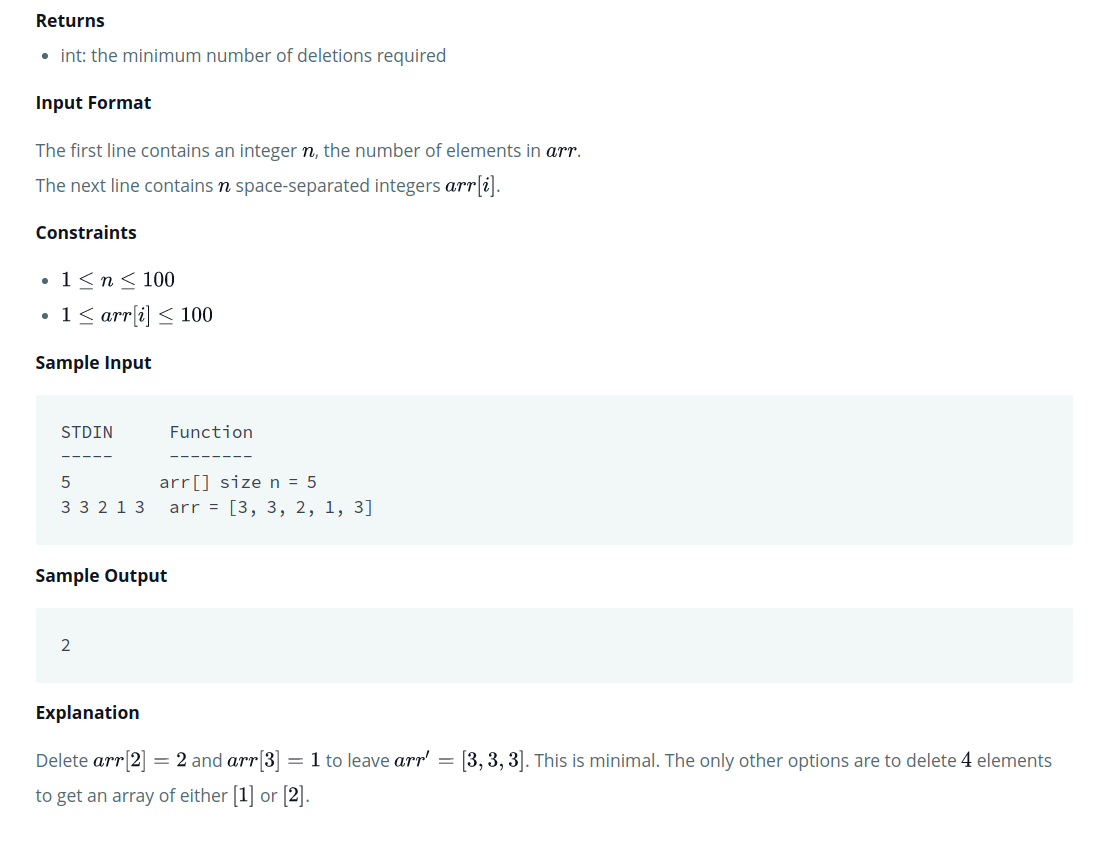 Returns
• int: the minimum number of deletions required
Input Format
The first line contains an integer n, the number of elements in arr.
The next line contains n space-separated integers arr[i].
Constraints
• 1 ≤ n ≤ 100
• 1 ≤ arr[i] ≤ 100
Sample Input
STDIN      Function
-----      --------
5         arr[] size n = 5
3 3 2 1 3  arr = [3, 3, 2, 1, 3]
Sample Output
2
Explanation
Delete arr[2] = 2 and arr[3] = 1 to leave arr′ = [3, 3, 3]. This is minimal. The only other options are to delete 4 elements
to get an array of either [1] or [2].